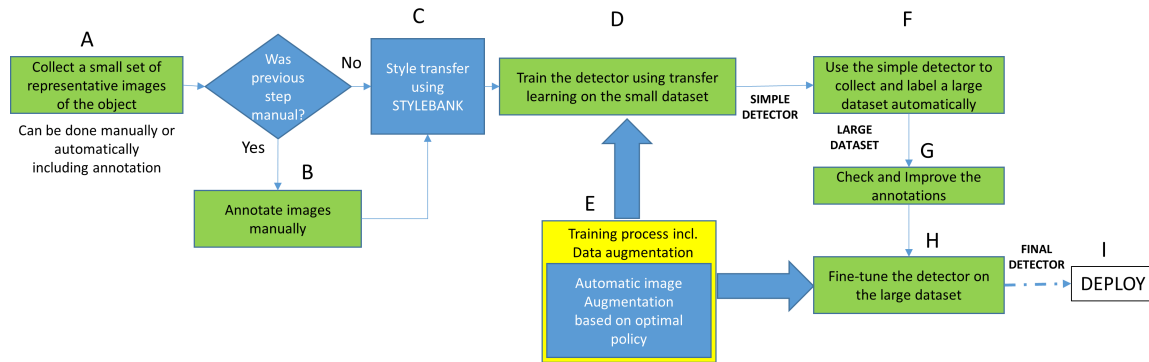 A
Collect a small set of
representative images
of the object
Can be done manually or
automatically
including annotation
Was
previous
step
manual?
No
Yes
B
Annotate images
manually
C
Style transfer
using
STYLEBANK
D
Train the detector using transfer
learning on the small dataset
SIMPLE
DETECTOR
E
Training process incl.
Data augmentation
Automatic image
Augmentation
based on optimal
policy
F
Use the simple detector to
collect and label a large
dataset automatically
LARGE
DATASET
G
Check and Improve the
annotations
H
Fine-tune the detector on
the large dataset
FINAL
DETECTOR
I
DEPLOY